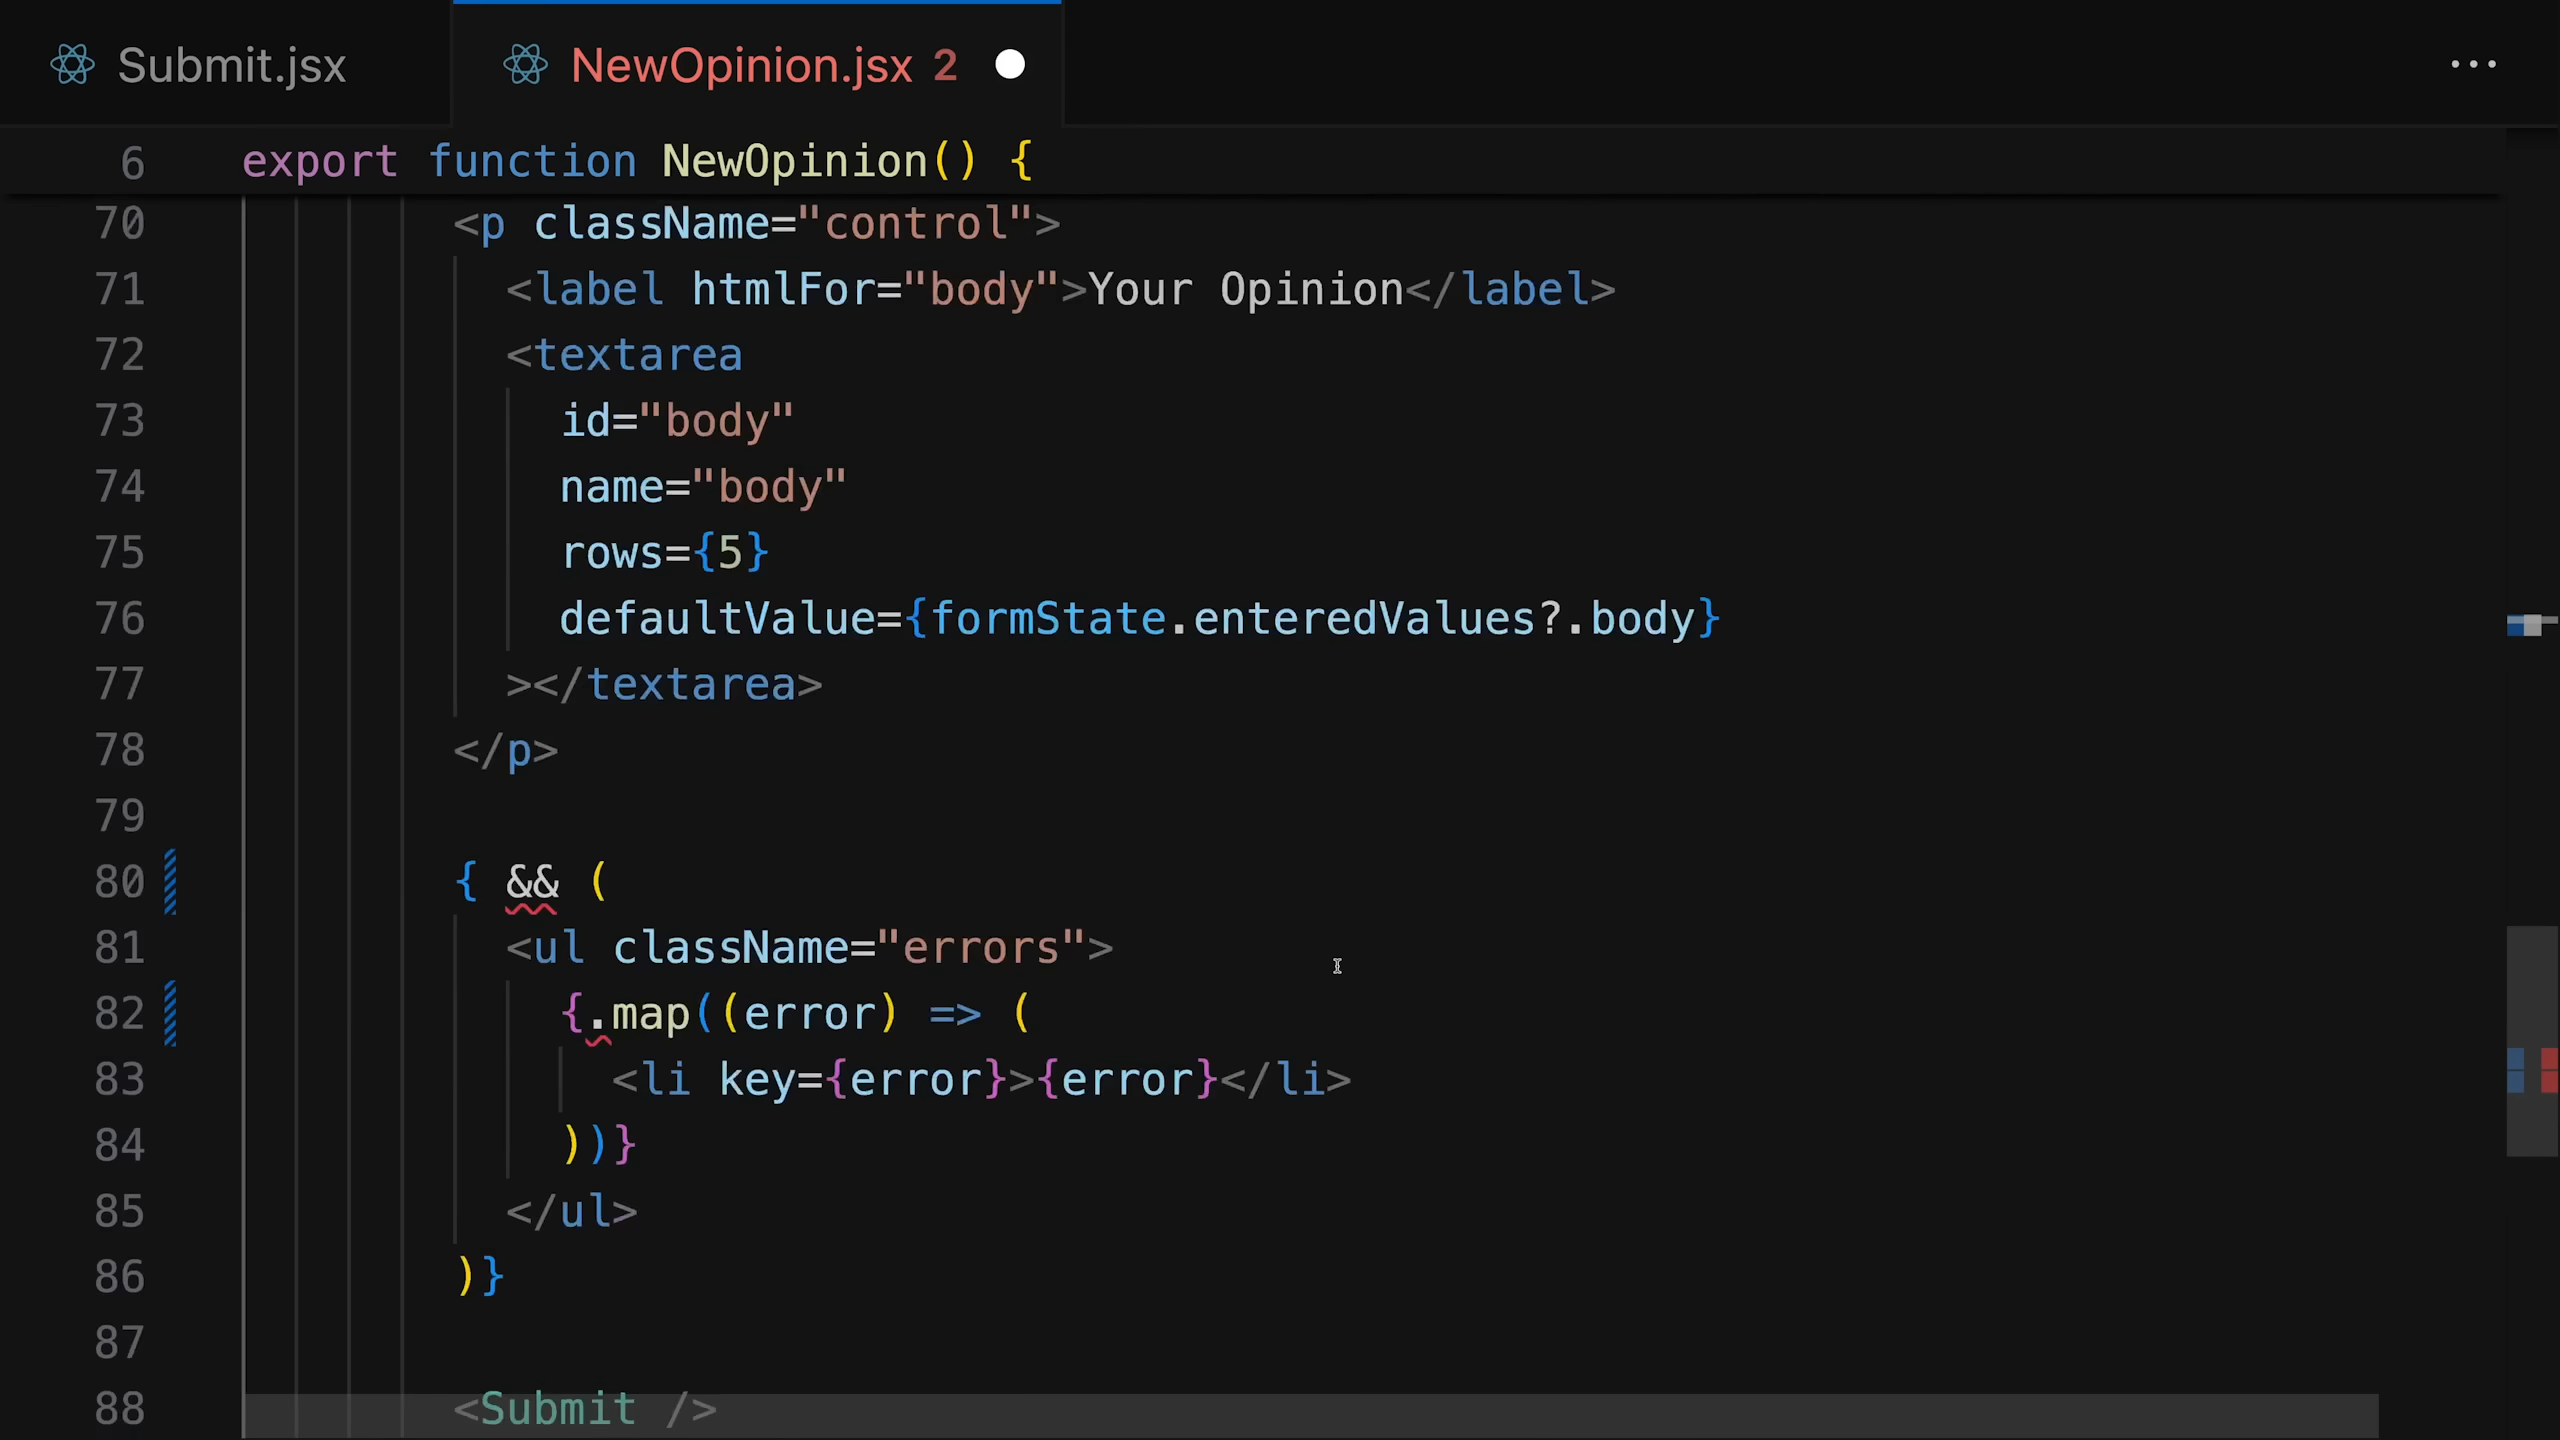 Submit.jsx
NewOpinion.jsx 2
6 export function NewOpinion() {
70 <p className="control">
71 <label htmlFor="body">Your Opinion</label>
72 <textarea
73 id="body"
74 name="body"
75 rows={5}
76 defaultValue={formState.enteredValues?.body}
77 ></textarea>
78 </p>
79
80 { && (
81 <ul className="errors">
82 {.map((error) => (
83 <li key={error}>{error}</li>
84 ))}
85 </ul>
86 )}
87
88 <Submit />